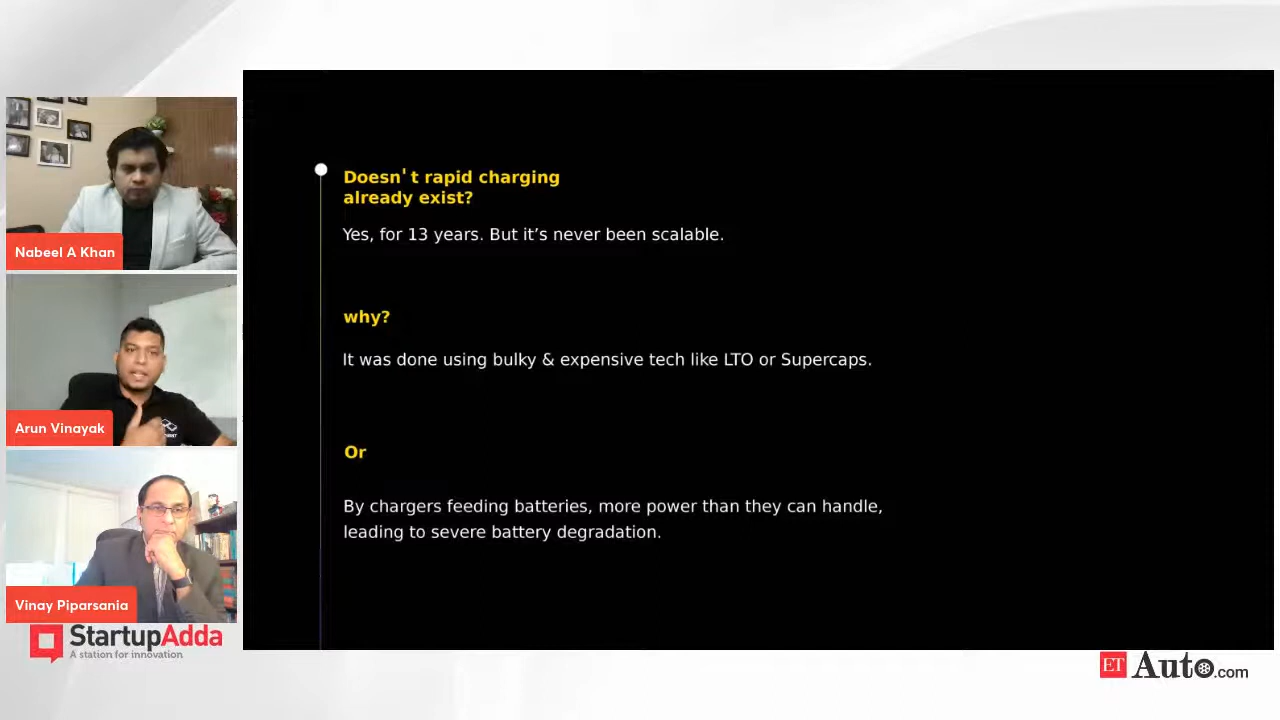 Nabeel A Khan
Arun Vinayak
Vinay Piparsania
StartupAdda
A station for innovation
Doesn't rapid charging
already exist?
Yes, for 13 years. But it’s never been scalable.
why?
It was done using bulky & expensive tech like LTO or Supercaps.
Or
By chargers feeding batteries, more power than they can handle,
leading to severe battery degradation.
ET Auto.com